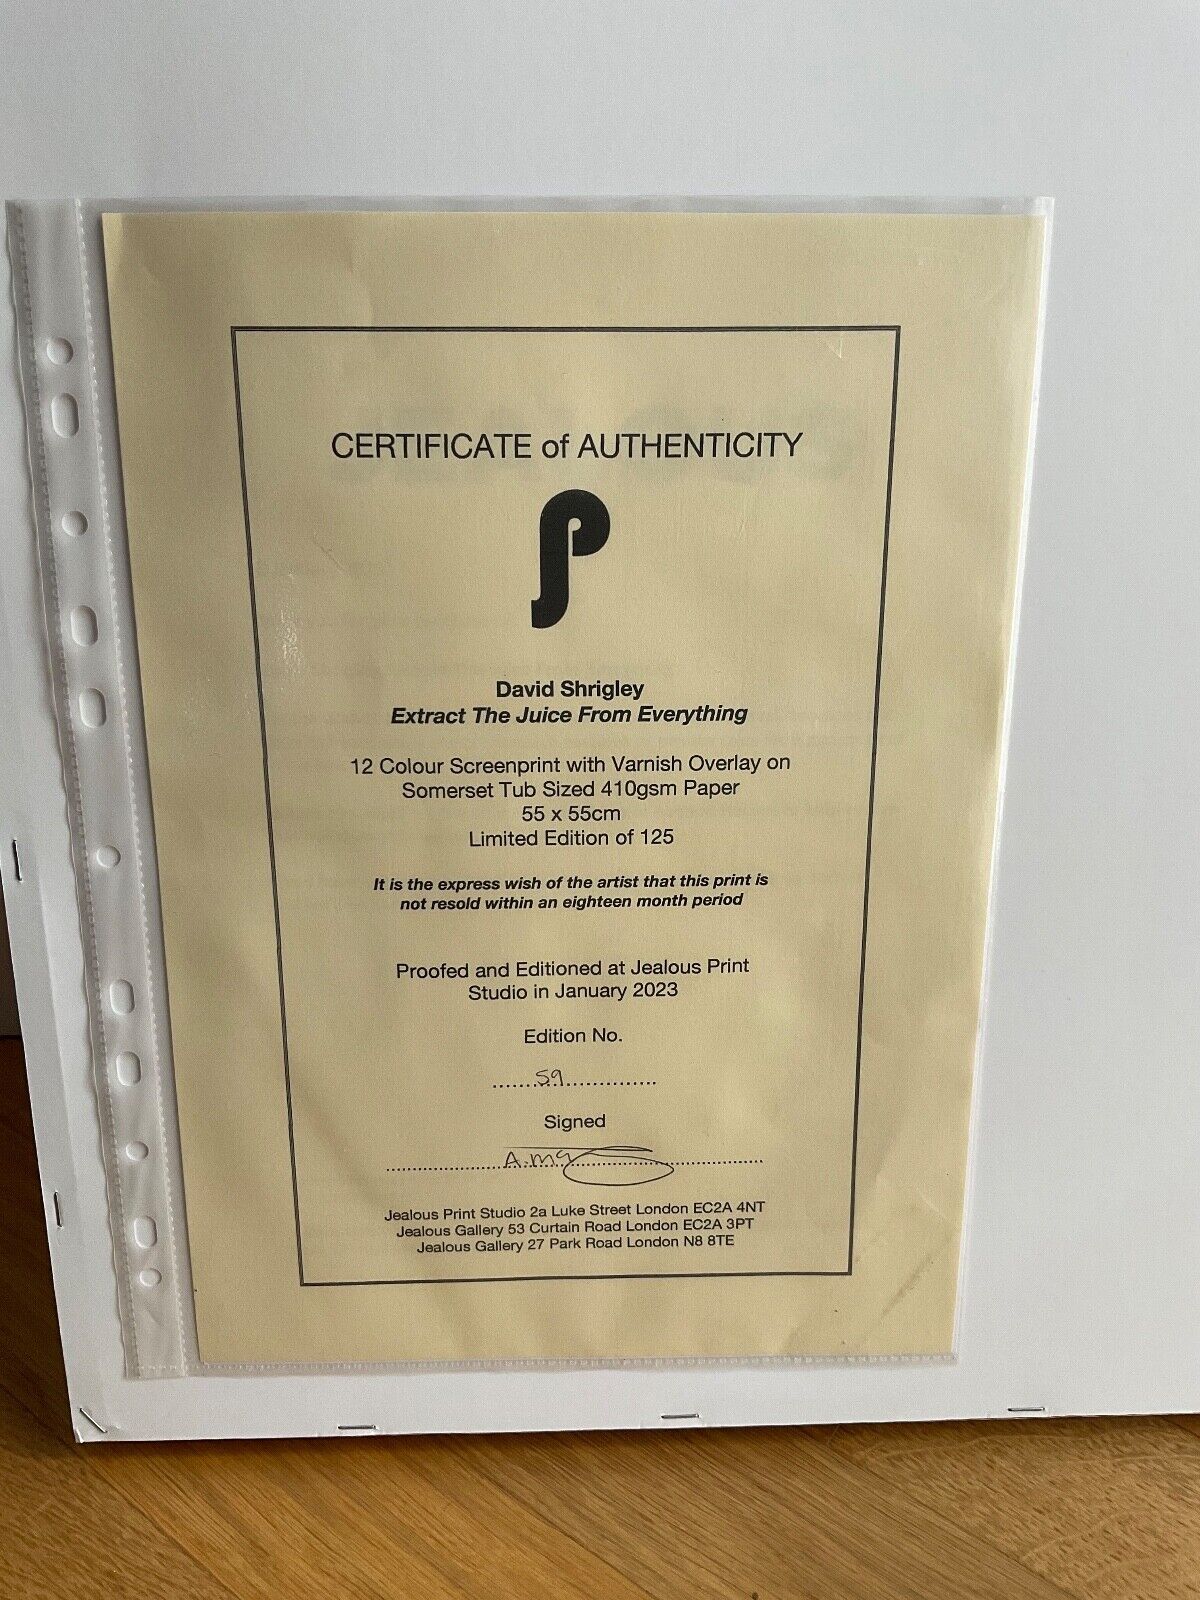 CERTIFICATE of AUTHENTICITY
David Shrigley
Extract The Juice From Everything
12 Colour Screenprint with Varnish Overlay on
Somerset Tub Sized 410gsm Paper
55 x 55cm
Limited Edition of 125
It is the express wish of the artist that this print is
not resold within an eighteen month period
Proofed and Editioned at Jealous Print
Studio in January 2023
Edition No.
59
Signed
Jealous Print Studio 2a Luke Street London EC2A 4NT
Jealous Gallery 53 Curtain Road London EC2A 3PT
Jealous Gallery 27 Park Road London N8 8TE